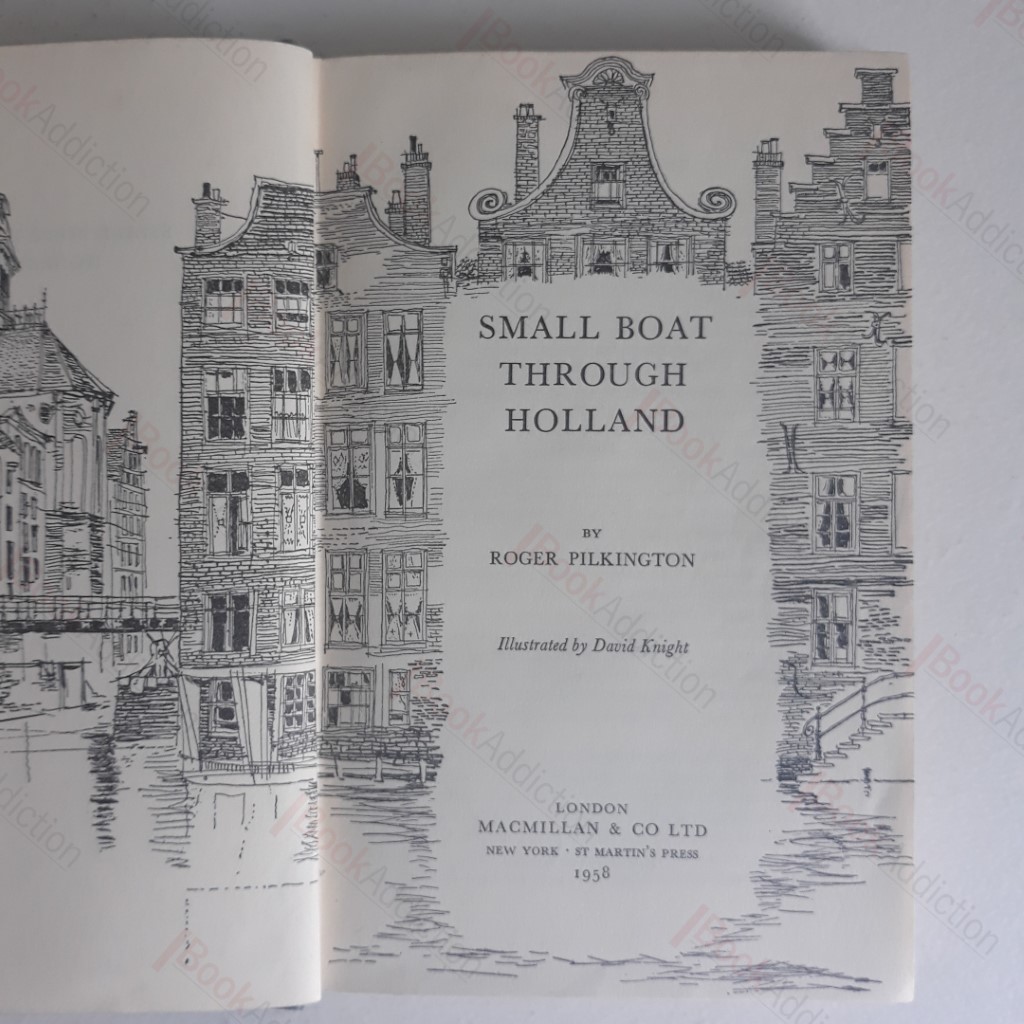 SMALL BOAT
THROUGH
HOLLAND
BY
ROGER PILKINGTON
Illustrated by David Knight
LONDON
MACMILLAN & CO LTD
NEW YORK · ST MARTIN'S PRESS
1958
BookAddiction